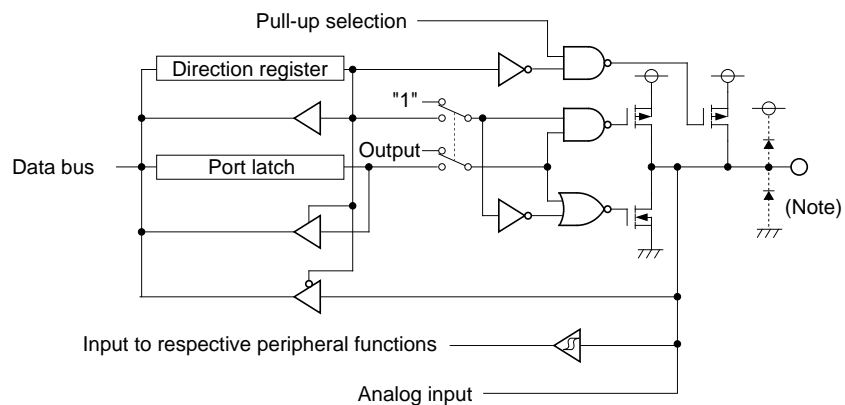 Pull-up selection
Direction register
"1"
Output
Data bus
Port latch
(Note)
Input to respective peripheral functions
Analog input